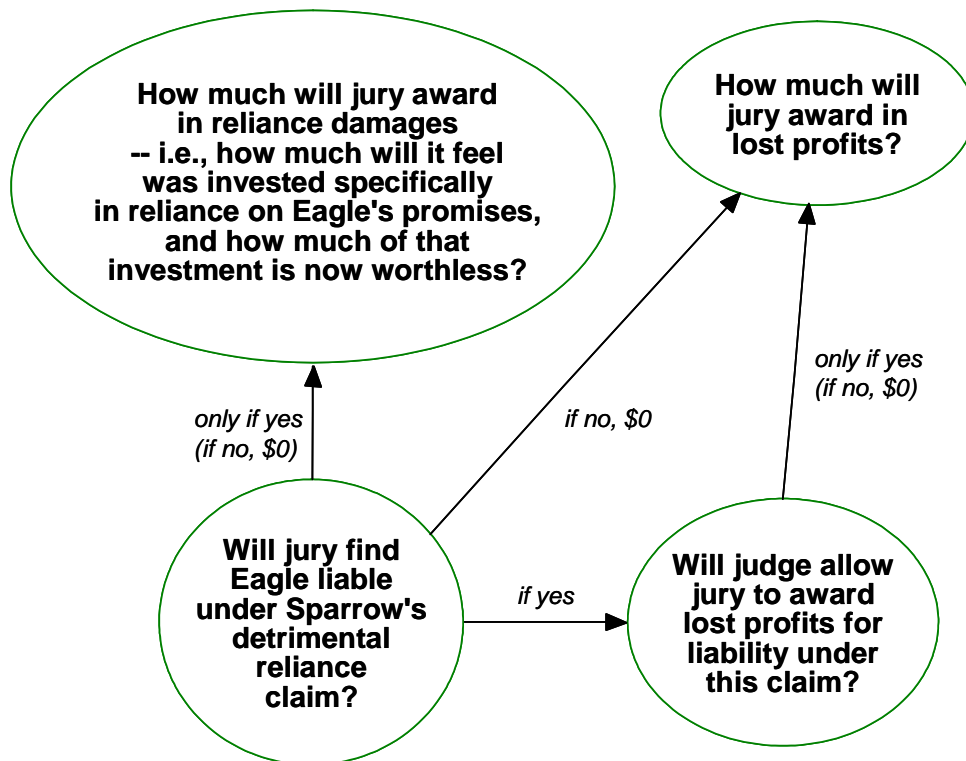 How much will jury award
in reliance damages
-- i.e., how much will it feel
was invested specifically
in reliance on Eagle's promises,
and how much of that
investment is now worthless?
How much will
jury award in
lost profits?
only if yes
(if no, $0)
if no, $0
only if yes
(if no, $0)
Will jury find
Eagle liable
under Sparrow's
detrimental
reliance
claim?
if yes
Will judge allow
jury to award
lost profits for
liability under
this claim?